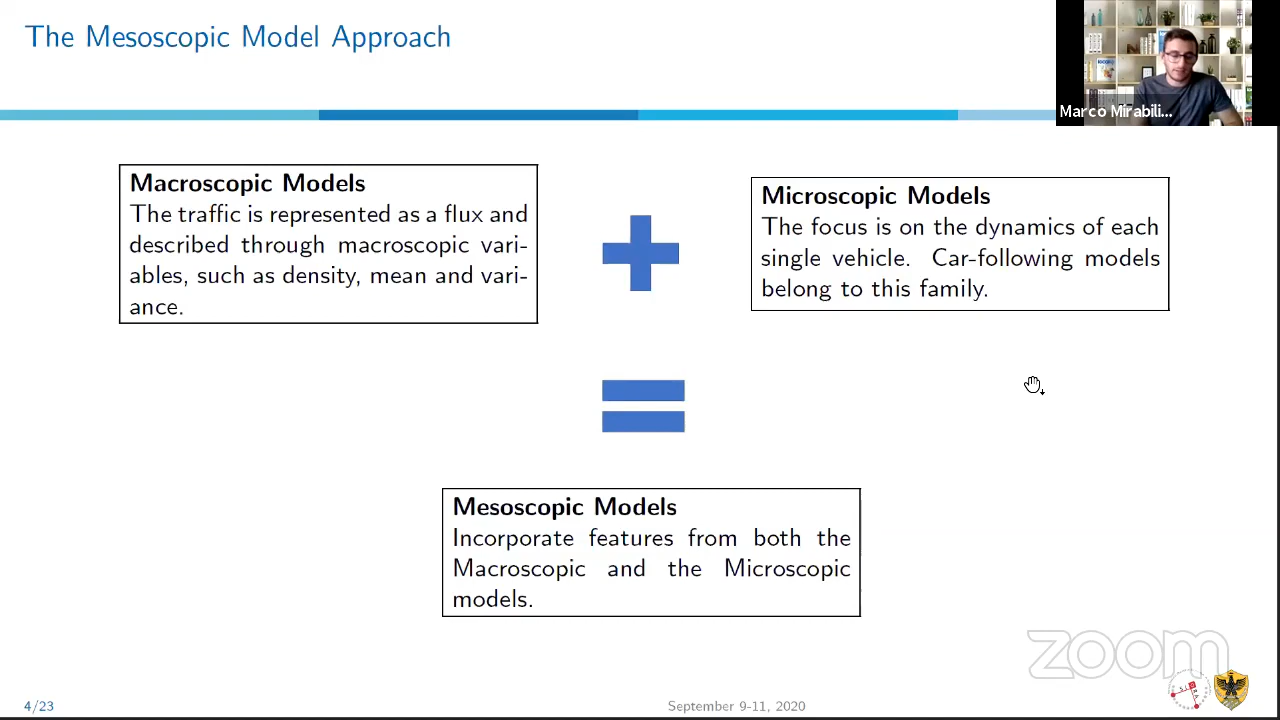 The Mesoscopic Model Approach
Marco Mirabili...
Macroscopic Models
The traffic is represented as a flux and
described through macroscopic vari-
ables, such as density, mean and vari-
ance.
Microscopic Models
The focus is on the dynamics of each
single vehicle. Car-following models
belong to this family.
Mesoscopic Models
Incorporate features from both the
Macroscopic and the Microscopic
models.
zoom
4/23
September 9-11, 2020